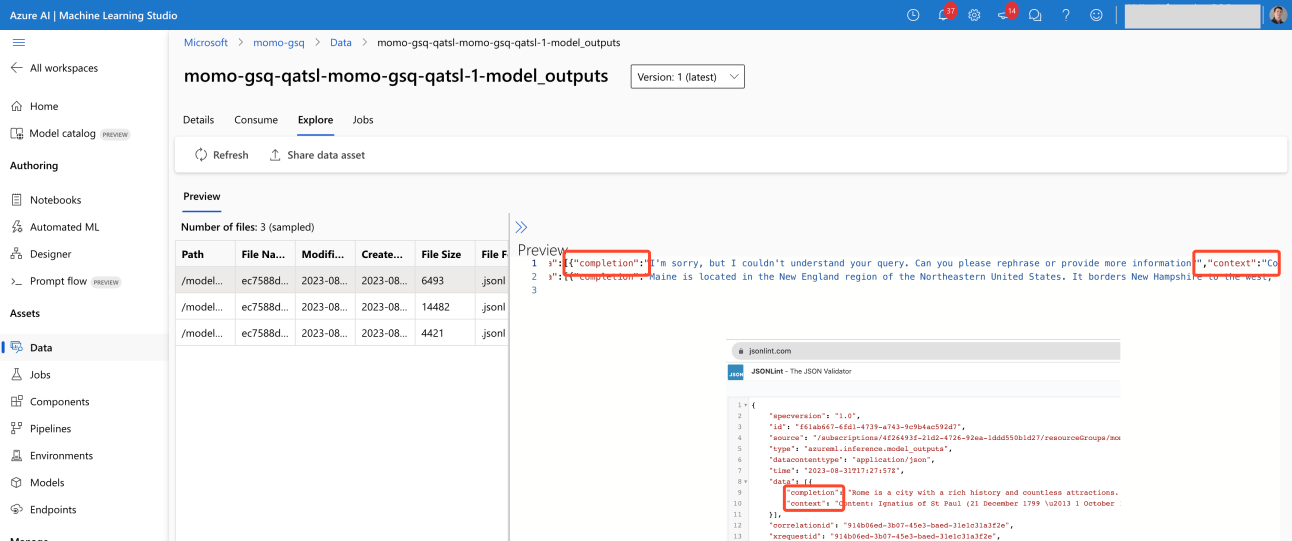 Azure AI | Machine Learning Studio
37
14
Microsoft > momo-gsq > Data > momo-gsq-qatsl-momo-gsq-qatsl-1-model_outputs
All workspaces
Home
Model catalog PREVIEW
Authoring
Notebooks
Automated ML
Designer
Prompt flow PREVIEW
Assets
Data
Jobs
Components
Pipelines
Environments
Models
Endpoints
momo-gsq-qatsl-momo-gsq-qatsl-1-model_outputs
Version: 1 (latest)
Details Consume Explore Jobs
Refresh Share data asset
Preview
Number of files: 3 (sampled)
Path File Na... Modifi... Create... File Size File F
/model... ec7588d... 2023-08... 2023-08... 6493 .jsonl
/model... ec7588d... 2023-08... 2023-08... 14482 .jsonl
/model... ec7588d... 2023-08... 2023-08... 4421 .jsonl
Preview
1 a":[{"completion":"I'm sorry, but I couldn't understand your query. Can you please rephrase or provide more information?","context":"Co
2 a":[{"completion":"Maine is located in the New England region of the Northeastern United States. It borders New Hampshire to the west,
3
jsonlint.com
JSON
JSONLint - The JSON Validator
1 {
2 "specversion": "1.0",
3 "id": "f61ab667-6fd1-4739-a743-9c9b4ac592d7",
4 "source": "/subscriptions/4f26493f-21d2-4726-92ea-1ddd550b1d27/resourceGroups/mo
5 "type": "azureml.inference.model_outputs",
6 "datacontenttype": "application/json",
7 "time": "2023-08-31T17:27:57Z",
8 "data": [{
9 "completion": "Rome is a city with a rich history and countless attractions.
10 "context": "Content: Ignatius of St Paul (21 December 1799 \u2013 1 October
11 }],
12 "correlationid": "914b06ed-3b07-45e3-baed-31e1c31a3f2e",
13 "xrequestid": "914b06ed-3b07-45e3-baed-31e1c31a3f2e",